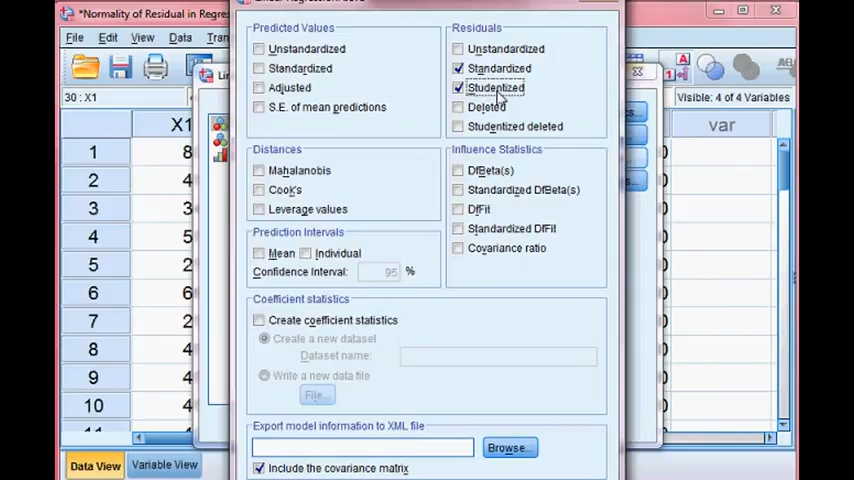 *Normality of Residual in Regres
File Edit View Data Tran
30 : X1
Visible: 4 of 4 Variables
X1
var
1 8
2 4
3 3
4 5
5 2
6 6
7 2
8 4
9 4
10 4
Data View
Variable View
Predicted Values
Unstandardized
Standardized
Adjusted
S.E. of mean predictions
Residuals
Unstandardized
Standardized
Studentized
Deleted
Studentized deleted
Distances
Mahalanobis
Cook's
Leverage values
Influence Statistics
DfBeta(s)
Standardized DfBeta(s)
DfFit
Standardized DfFit
Covariance ratio
Prediction Intervals
Mean Individual
Confidence Interval: 95 %
Coefficient statistics
Create coefficient statistics
Create a new dataset
Dataset name:
Write a new data file
File...
Export model information to XML file
Browse...
Include the covariance matrix